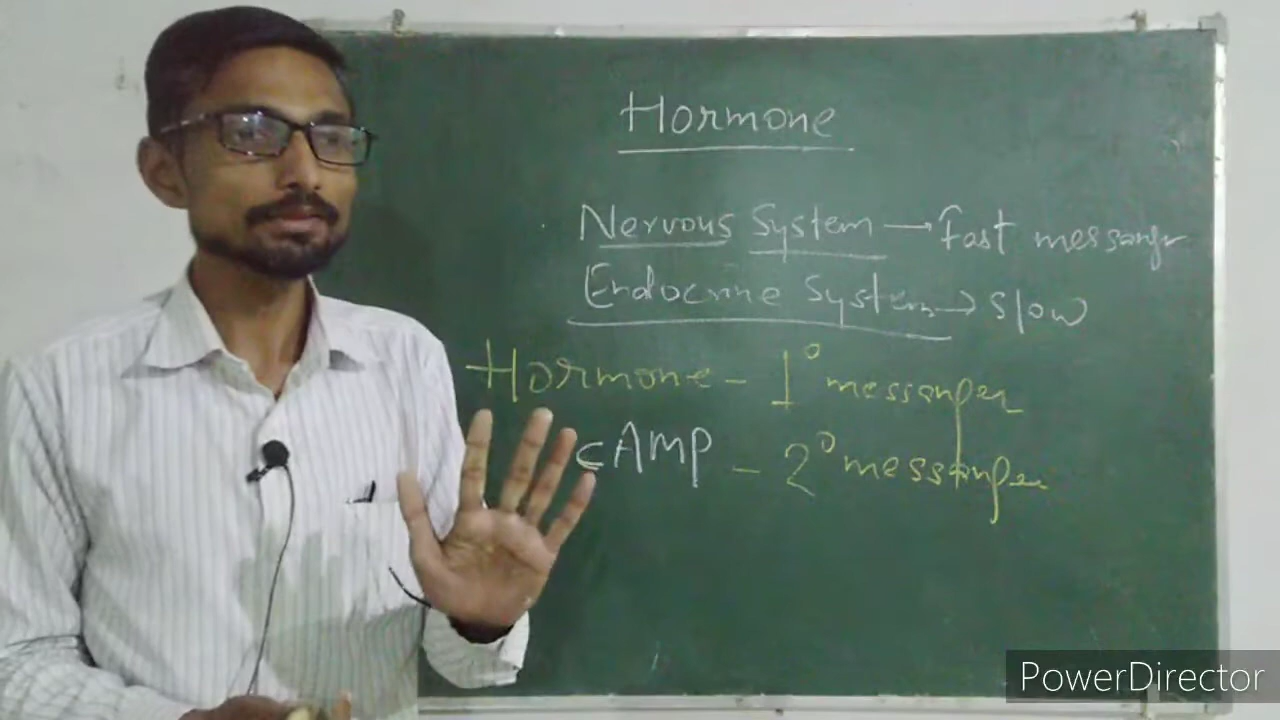 Hormone
Nervous System → fast messanger
Endocrine System → Slow
Hormone - 1° messanger
cAMP - 2° messanger
PowerDirector